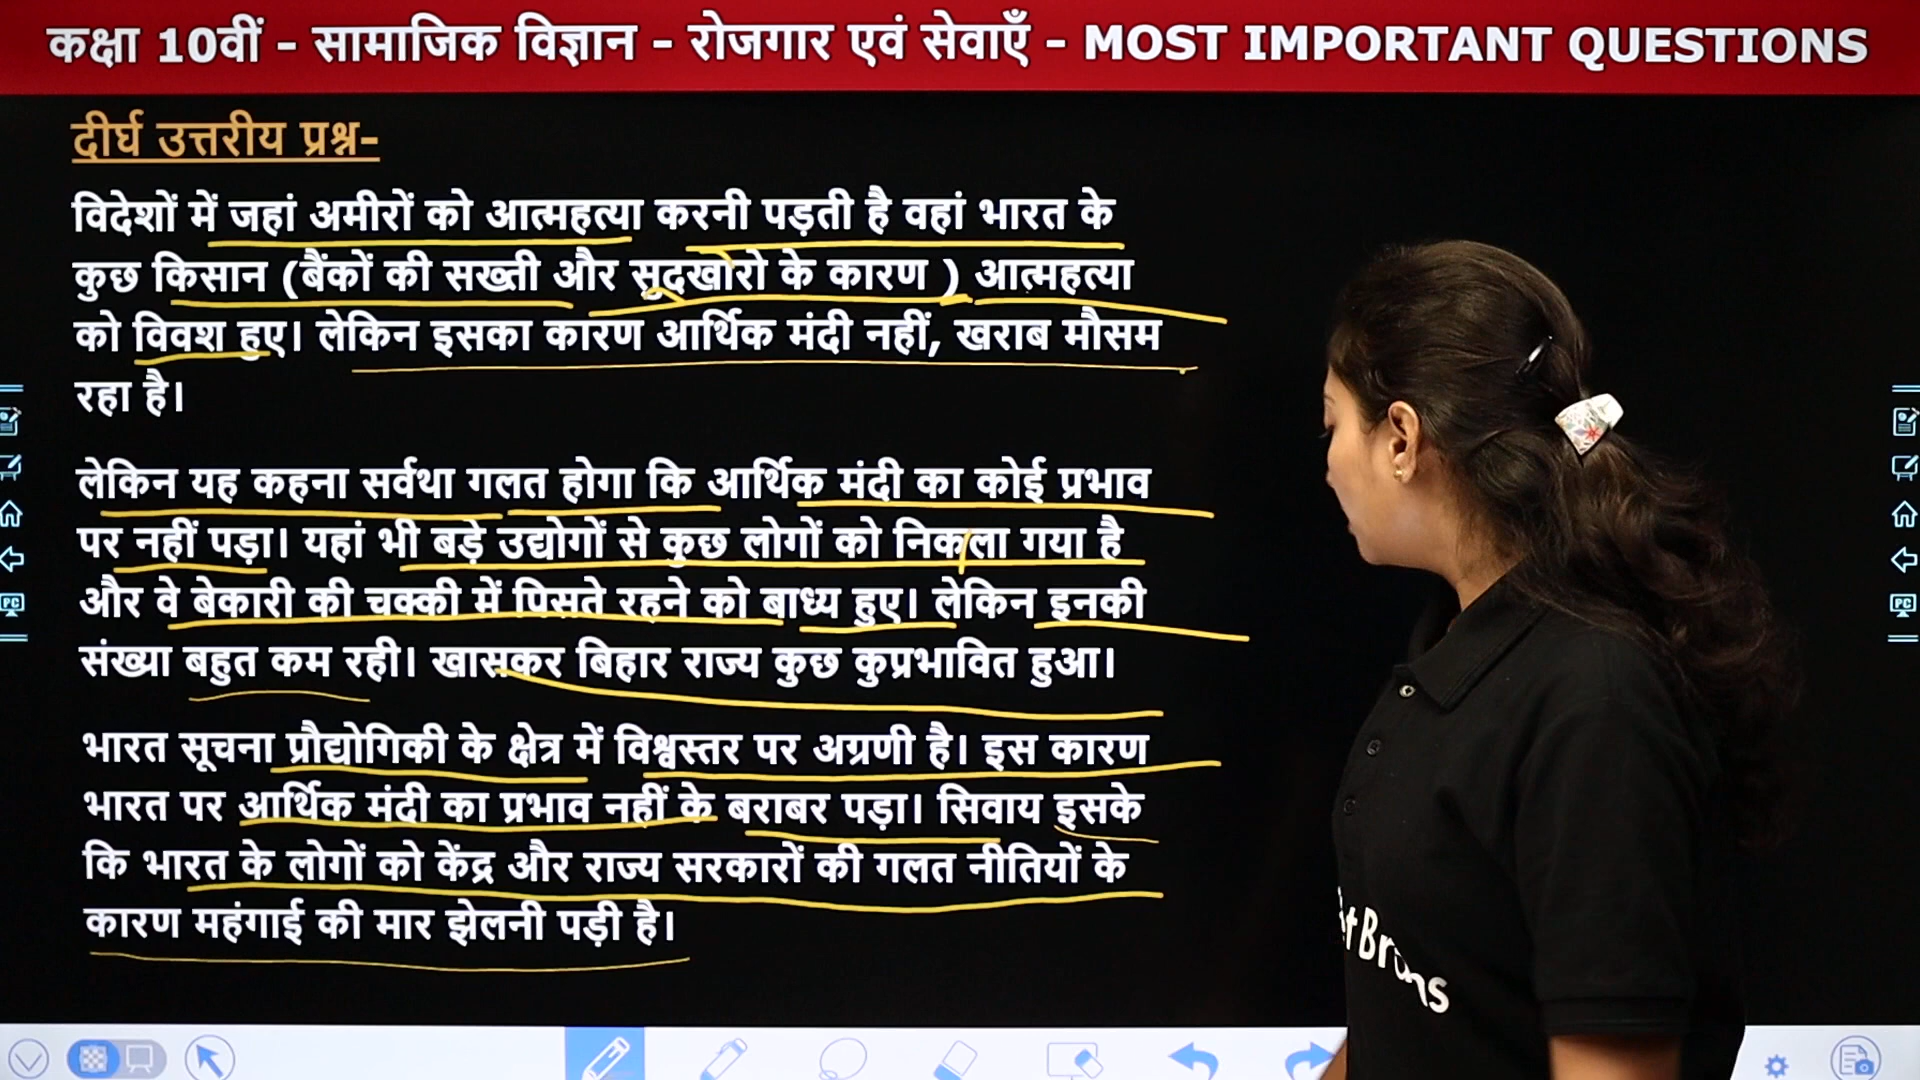 कक्षा 10वीं - सामाजिक विज्ञान - रोजगार एवं सेवाएँ - MOST IMPORTANT QUESTIONS
दीर्घ उत्तरीय प्रश्न-
विदेशों में जहां अमीरों को आत्महत्या करनी पड़ती है वहां भारत के
कुछ किसान (बैंकों की सख्ती और सुदखोरो के कारण ) आत्महत्या
को विवश हुए। लेकिन इसका कारण आर्थिक मंदी नहीं, खराब मौसम
रहा है।
लेकिन यह कहना सर्वथा गलत होगा कि आर्थिक मंदी का कोई प्रभाव
पर नहीं पड़ा। यहां भी बड़े उद्योगों से कुछ लोगों को निकला गया है
और वे बेकारी की चक्की में पिसते रहने को बाध्य हुए। लेकिन इनकी
संख्या बहुत कम रही। खासकर बिहार राज्य कुछ कुप्रभावित हुआ।
भारत सूचना प्रौद्योगिकी के क्षेत्र में विश्वस्तर पर अग्रणी है। इस कारण
भारत पर आर्थिक मंदी का प्रभाव नहीं के बराबर पड़ा। सिवाय इसके
कि भारत के लोगों को केंद्र और राज्य सरकारों की गलत नीतियों के
कारण महंगाई की मार झेलनी पड़ी है।
PC
PC